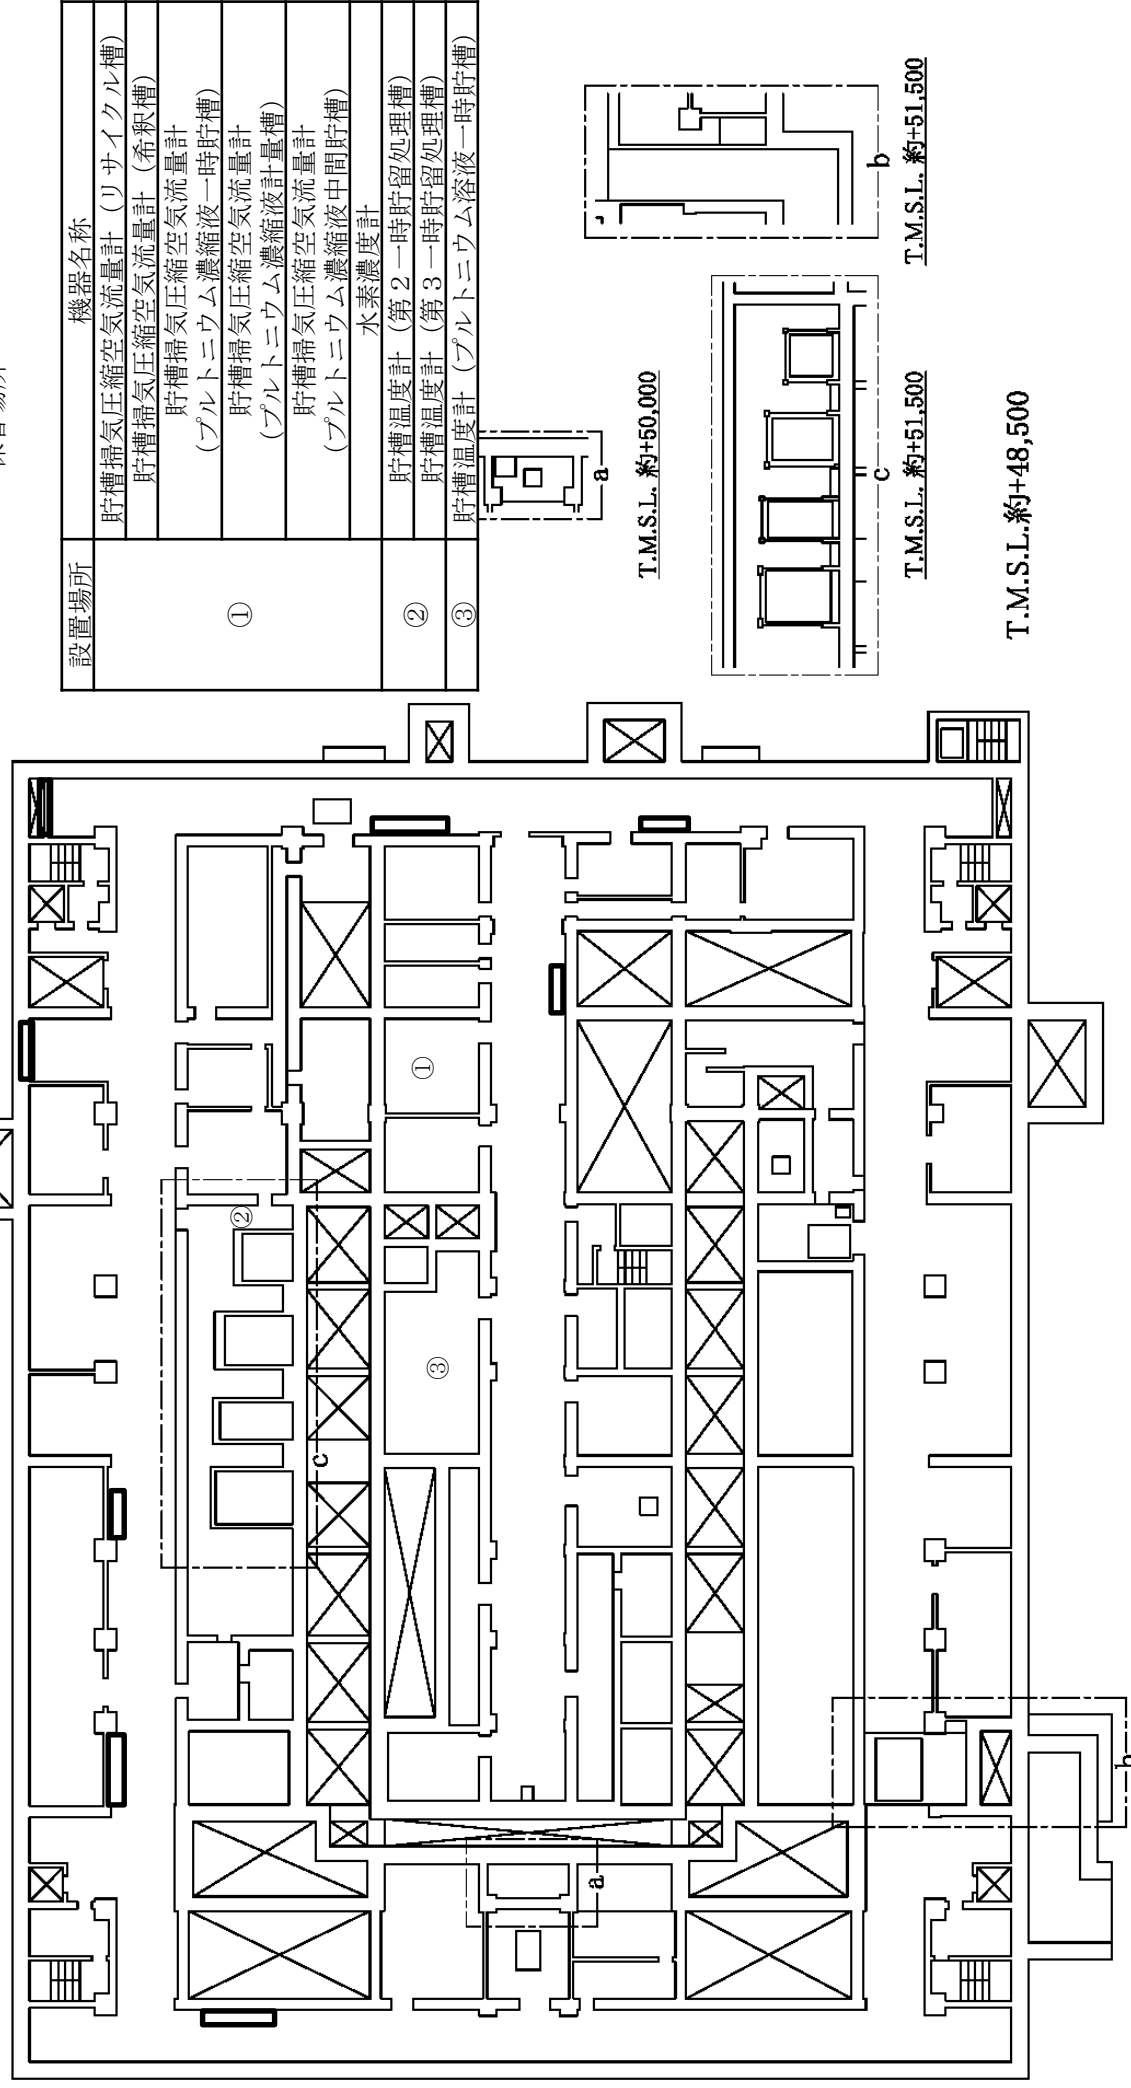 設置場所 機器名称
① 貯槽掃気圧縮空気流量計（リサイクル槽）
貯槽掃気圧縮空気流量計（希釈槽）
貯槽掃気圧縮空気流量計
(プルトニウム濃縮液一時貯槽)
貯槽掃気圧縮空気流量計
(プルトニウム濃縮液計量槽)
貯槽掃気圧縮空気流量計
(プルトニウム濃縮液中間貯槽)
水素濃度計
② 貯槽温度計（第２一時貯留処理槽）
貯槽温度計（第３一時貯留処理槽）
③ 貯槽温度計（プルトニウム溶液一時貯槽）
a
T.M.S.L. 約+50,000
b
T.M.S.L. 約+51,500
c
T.M.S.L. 約+51,500
T.M.S.L.約+48,500
①
②
③
c
a
b